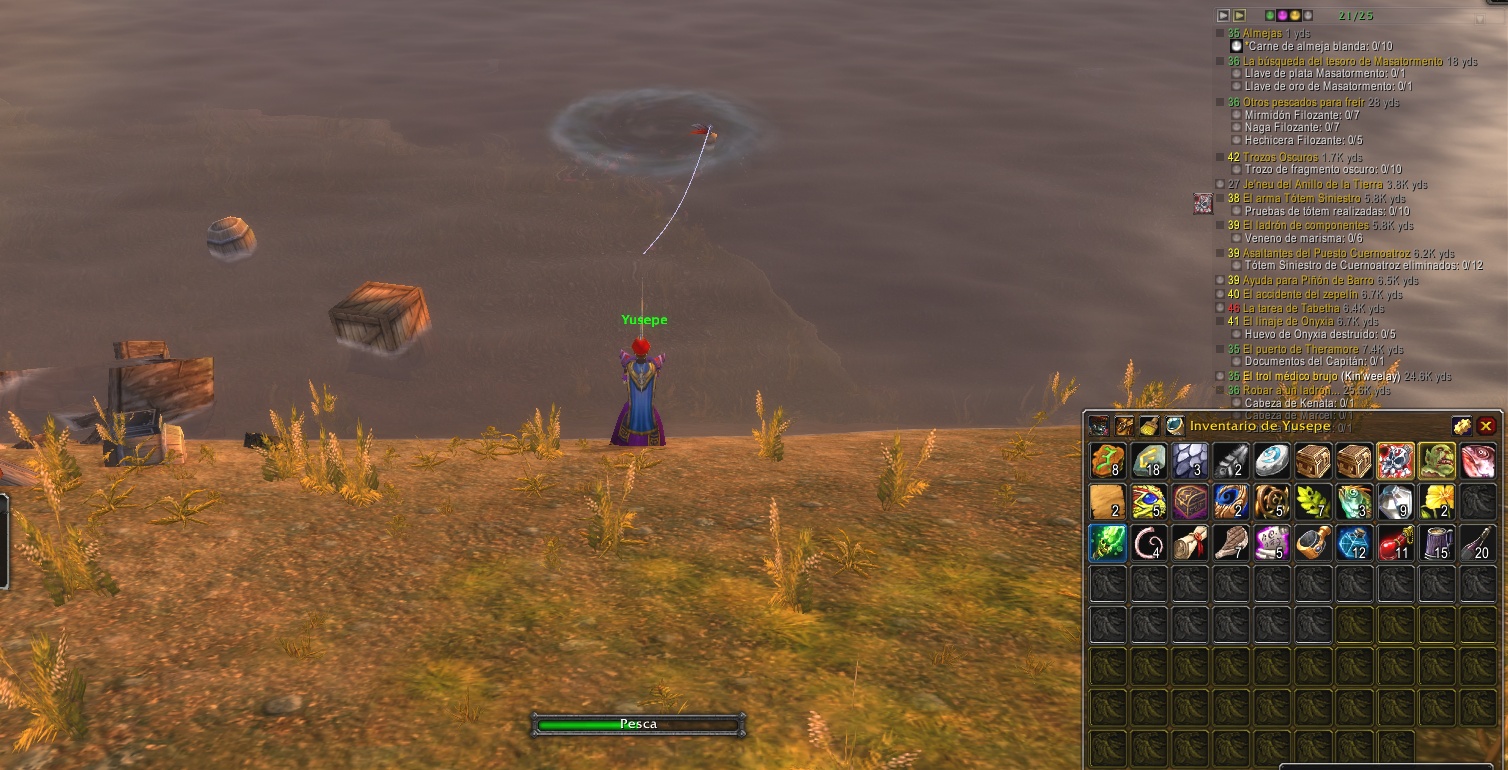 21/25
35 Almejas 1 yds
*Carne de almeja blanda: 0/10
36 La búsqueda del tesoro de Masatormento 18 yds
Llave de plata Masatormento: 0/1
Llave de oro de Masatormento: 0/1
36 Otros pescados para freír 28 yds
Mirmidón Filozante: 0/7
Naga Filozante: 0/7
Hechicera Filozante: 0/5
42 Trozos Oscuros 1.7K yds
Trozo de fragmento oscuro: 0/10
27 Je'neu del Anillo de la Tierra 3.8K yds
38 El arma Tótem Siniestro 5.8K yds
Pruebas de tótem realizadas: 0/10
39 El ladrón de componentes 5.8K yds
Veneno de marisma: 0/6
39 Asaltantes del Puesto Cuernoatroz 6.2K yds
Tótem Siniestro de Cuernoatroz eliminados: 0/12
39 Ayuda para Piñón de Barro 6.5K yds
40 El accidente del zepelín 6.7K yds
46 La tarea de Tabetha 6.4K yds
41 El linaje de Onyxia 6.7K yds
Huevo de Onyxia destruido: 0/5
35 El puerto de Theramore 7.4K yds
Documentos del Capitán: 0/1
35 El trol médico brujo (Kin'weelay) 24.6K yds
36 Robar a un ladrón... yds
Cabeza de Kenata: 0/1
Cabeza de Marcel: 0/1
0/1
Yusepe
Inventario de Yusepe
8 18 3 2
2 5 2 5 7 3 9 2
4 7 5 12 11 15 20
Pesca